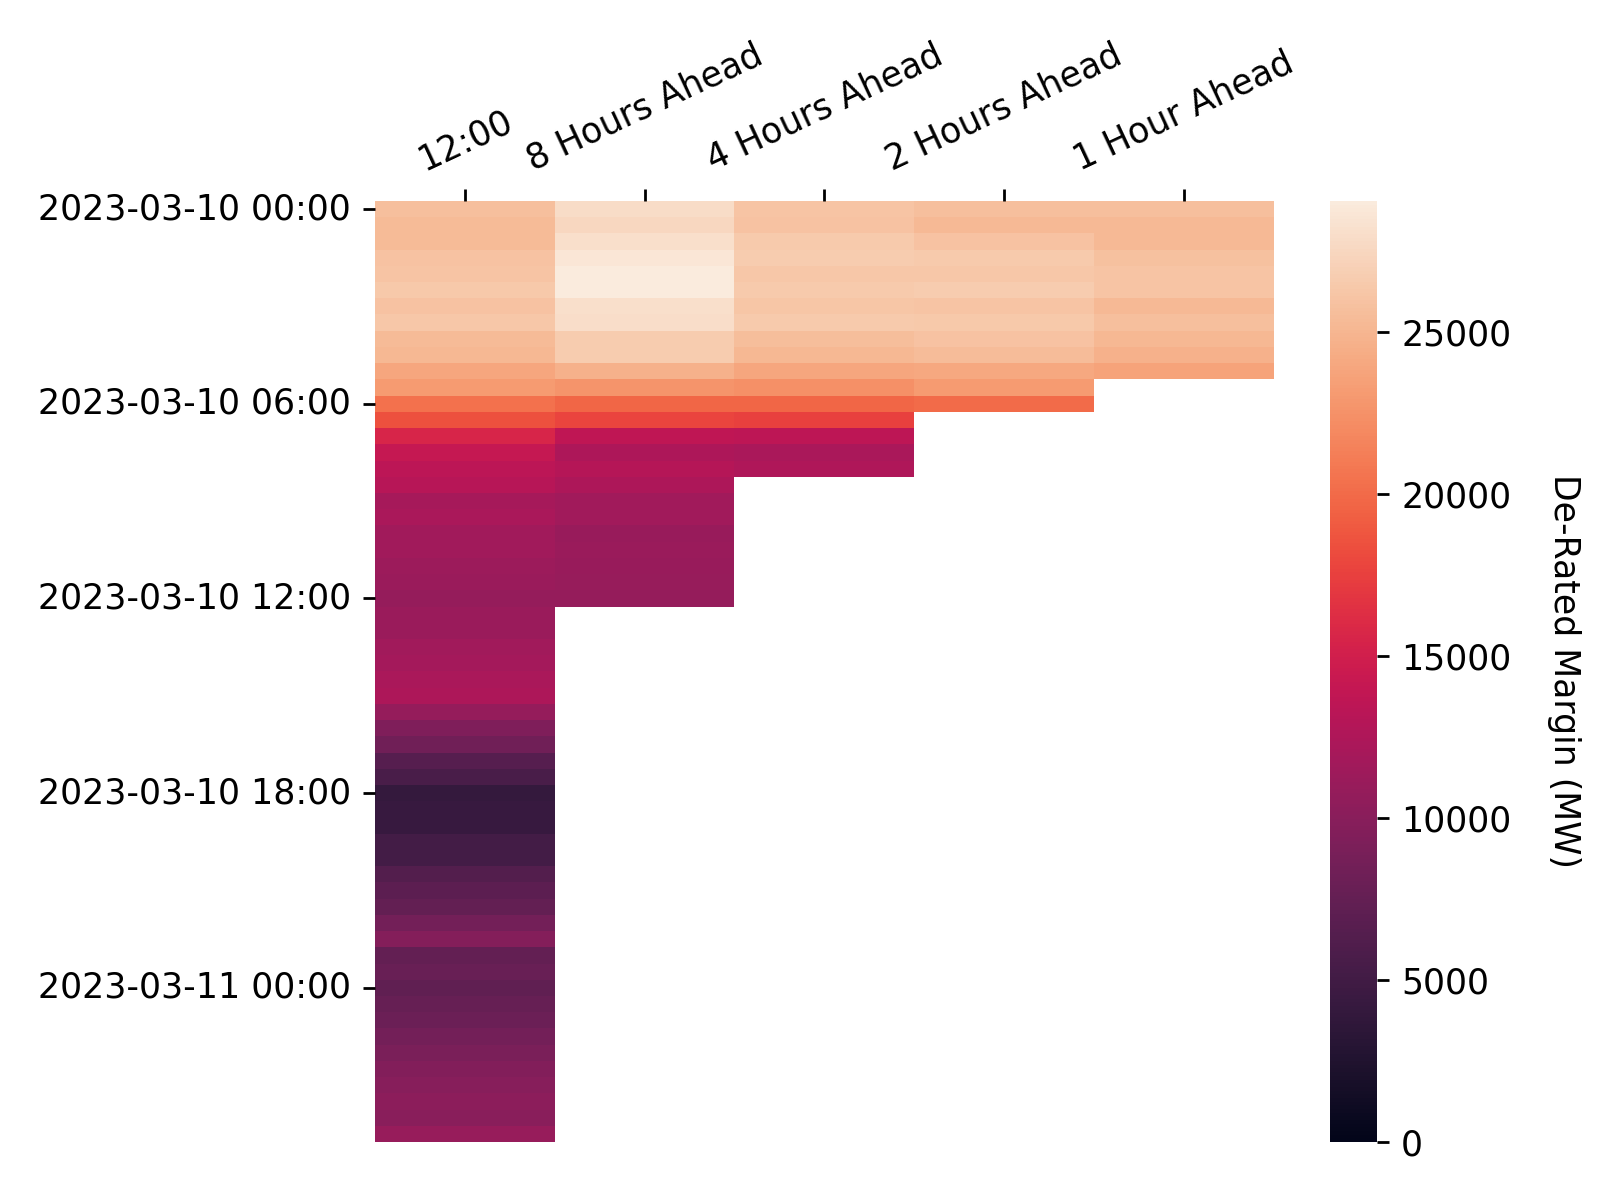 12:00
8 Hours Ahead
4 Hours Ahead
2 Hours Ahead
1 Hour Ahead
2023-03-10 00:00
2023-03-10 06:00
2023-03-10 12:00
2023-03-10 18:00
2023-03-11 00:00
25000
20000
15000
10000
5000
0
De-Rated Margin (MW)